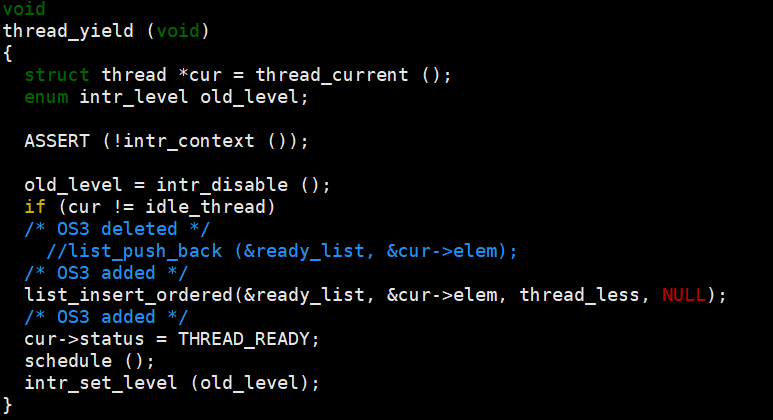 void
thread_yield (void)
{
  struct thread *cur = thread_current ();
  enum intr_level old_level;

  ASSERT (!intr_context ());

  old_level = intr_disable ();
  if (cur != idle_thread)
  /* OS3 deleted */
    //list_push_back (&ready_list, &cur->elem);
  /* OS3 added */
  list_insert_ordered(&ready_list, &cur->elem, thread_less, NULL);
  /* OS3 added */
  cur->status = THREAD_READY;
  schedule ();
  intr_set_level (old_level);
}